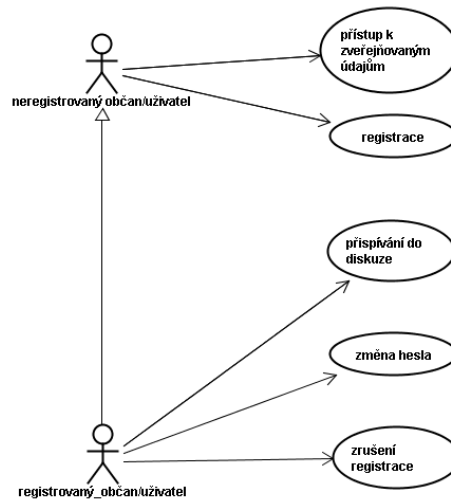 přístup k
zveřejňovaným
údajům
neregistrovaný občan/uživatel
registrace
přispívání do
diskuze
změna hesla
zrušení
registrace
registrovaný_občan/uživatel